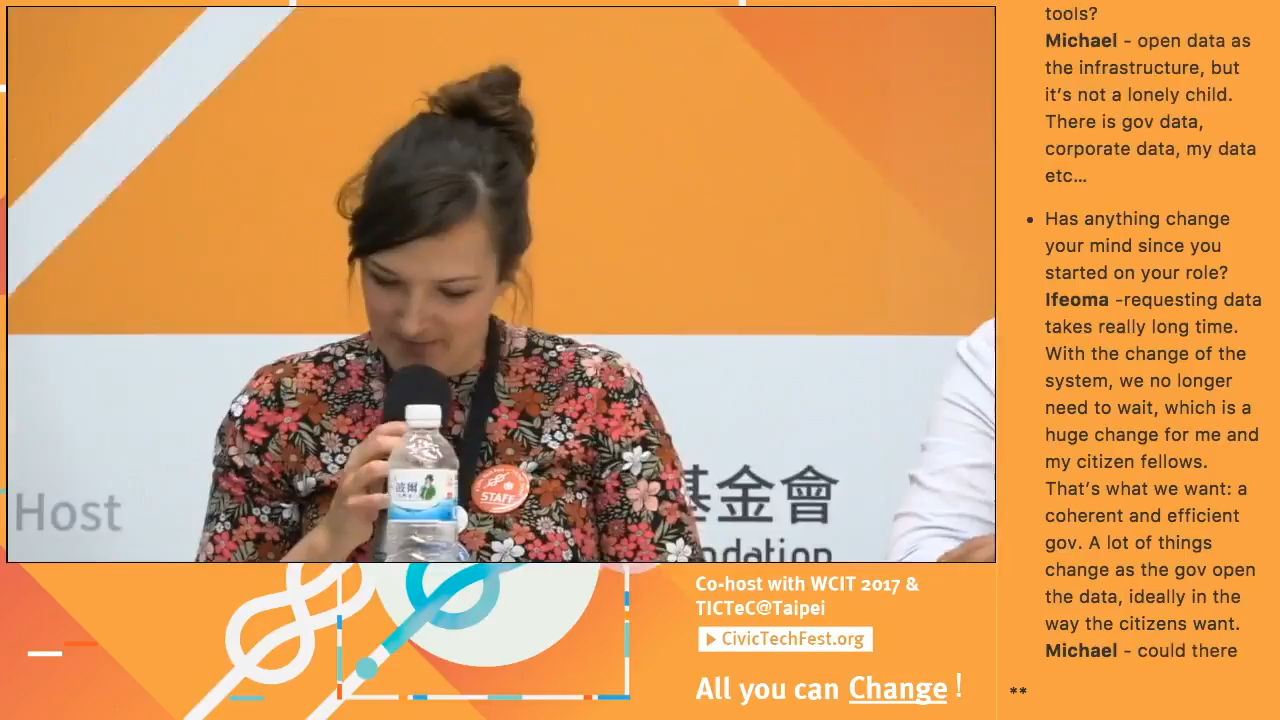 Host
STAFF
波爾
基金會
ndation
Co-host with WCIT 2017 &
TICTeC@Taipei
CivicTechFest.org
All you can Change !
tools?
Michael - open data as
the infrastructure, but
it’s not a lonely child.
There is gov data,
corporate data, my data
etc...
• Has anything change
your mind since you
started on your role?
Ifeoma -requesting data
takes really long time.
With the change of the
system, we no longer
need to wait, which is a
huge change for me and
my citizen fellows.
That’s what we want: a
coherent and efficient
gov. A lot of things
change as the gov open
the data, ideally in the
way the citizens want.
Michael - could there
**